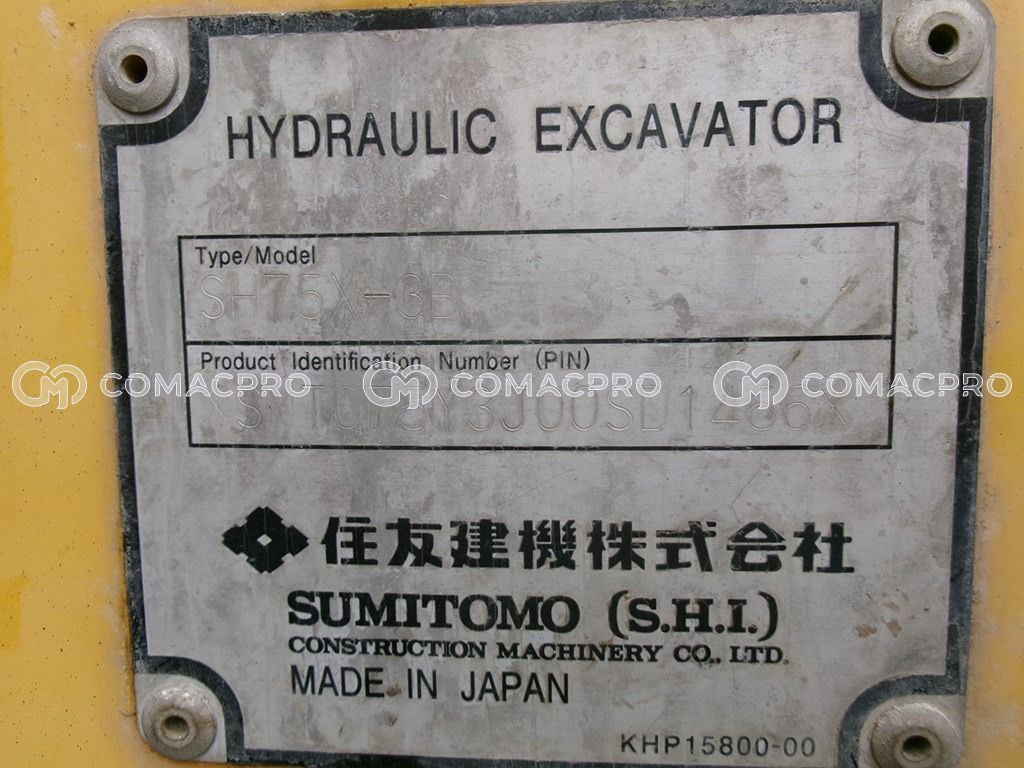 HYDRAULIC EXCAVATOR
Type/Model
SH75X-3B
Product Identification Number (PIN)
COMACPRO COMACPRO COMACPRO
住友建機株式会社
SUMITOMO (S.H.I.)
CONSTRUCTION MACHINERY CO., LTD.
MADE IN JAPAN
KHP15800-00